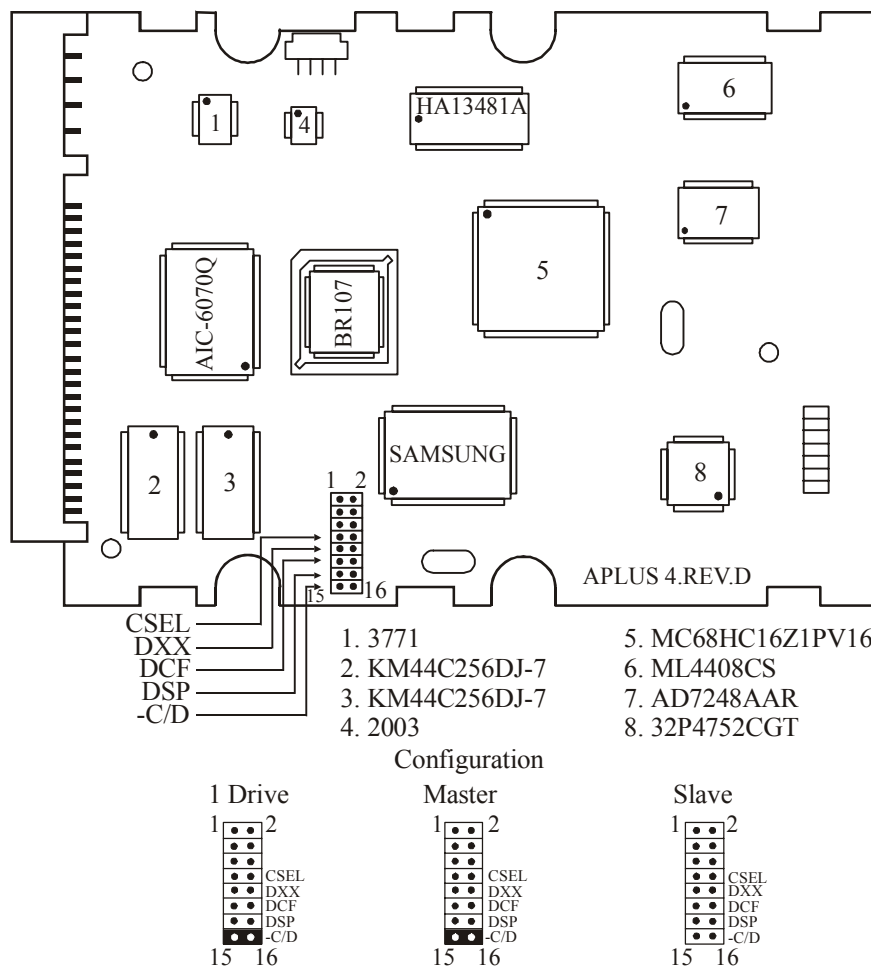 HA13481A
6
1
4
7
5
AIC-6070Q
BR107
SAMSUNG
2
3
8
1 2
15 16
APLUS 4.REV.D
CSEL
DXX
DCF
DSP
-C/D
1. 3771
2. KM44C256DJ-7
3. KM44C256DJ-7
4. 2003
5. MC68HC16Z1PV16
6. ML4408CS
7. AD7248AAR
8. 32P4752CGT
Configuration
1 Drive
1 2
CSEL
DXX
DCF
DSP
-C/D
15 16
Master
1 2
CSEL
DXX
DCF
DSP
-C/D
15 16
Slave
1 2
CSEL
DXX
DCF
DSP
-C/D
15 16